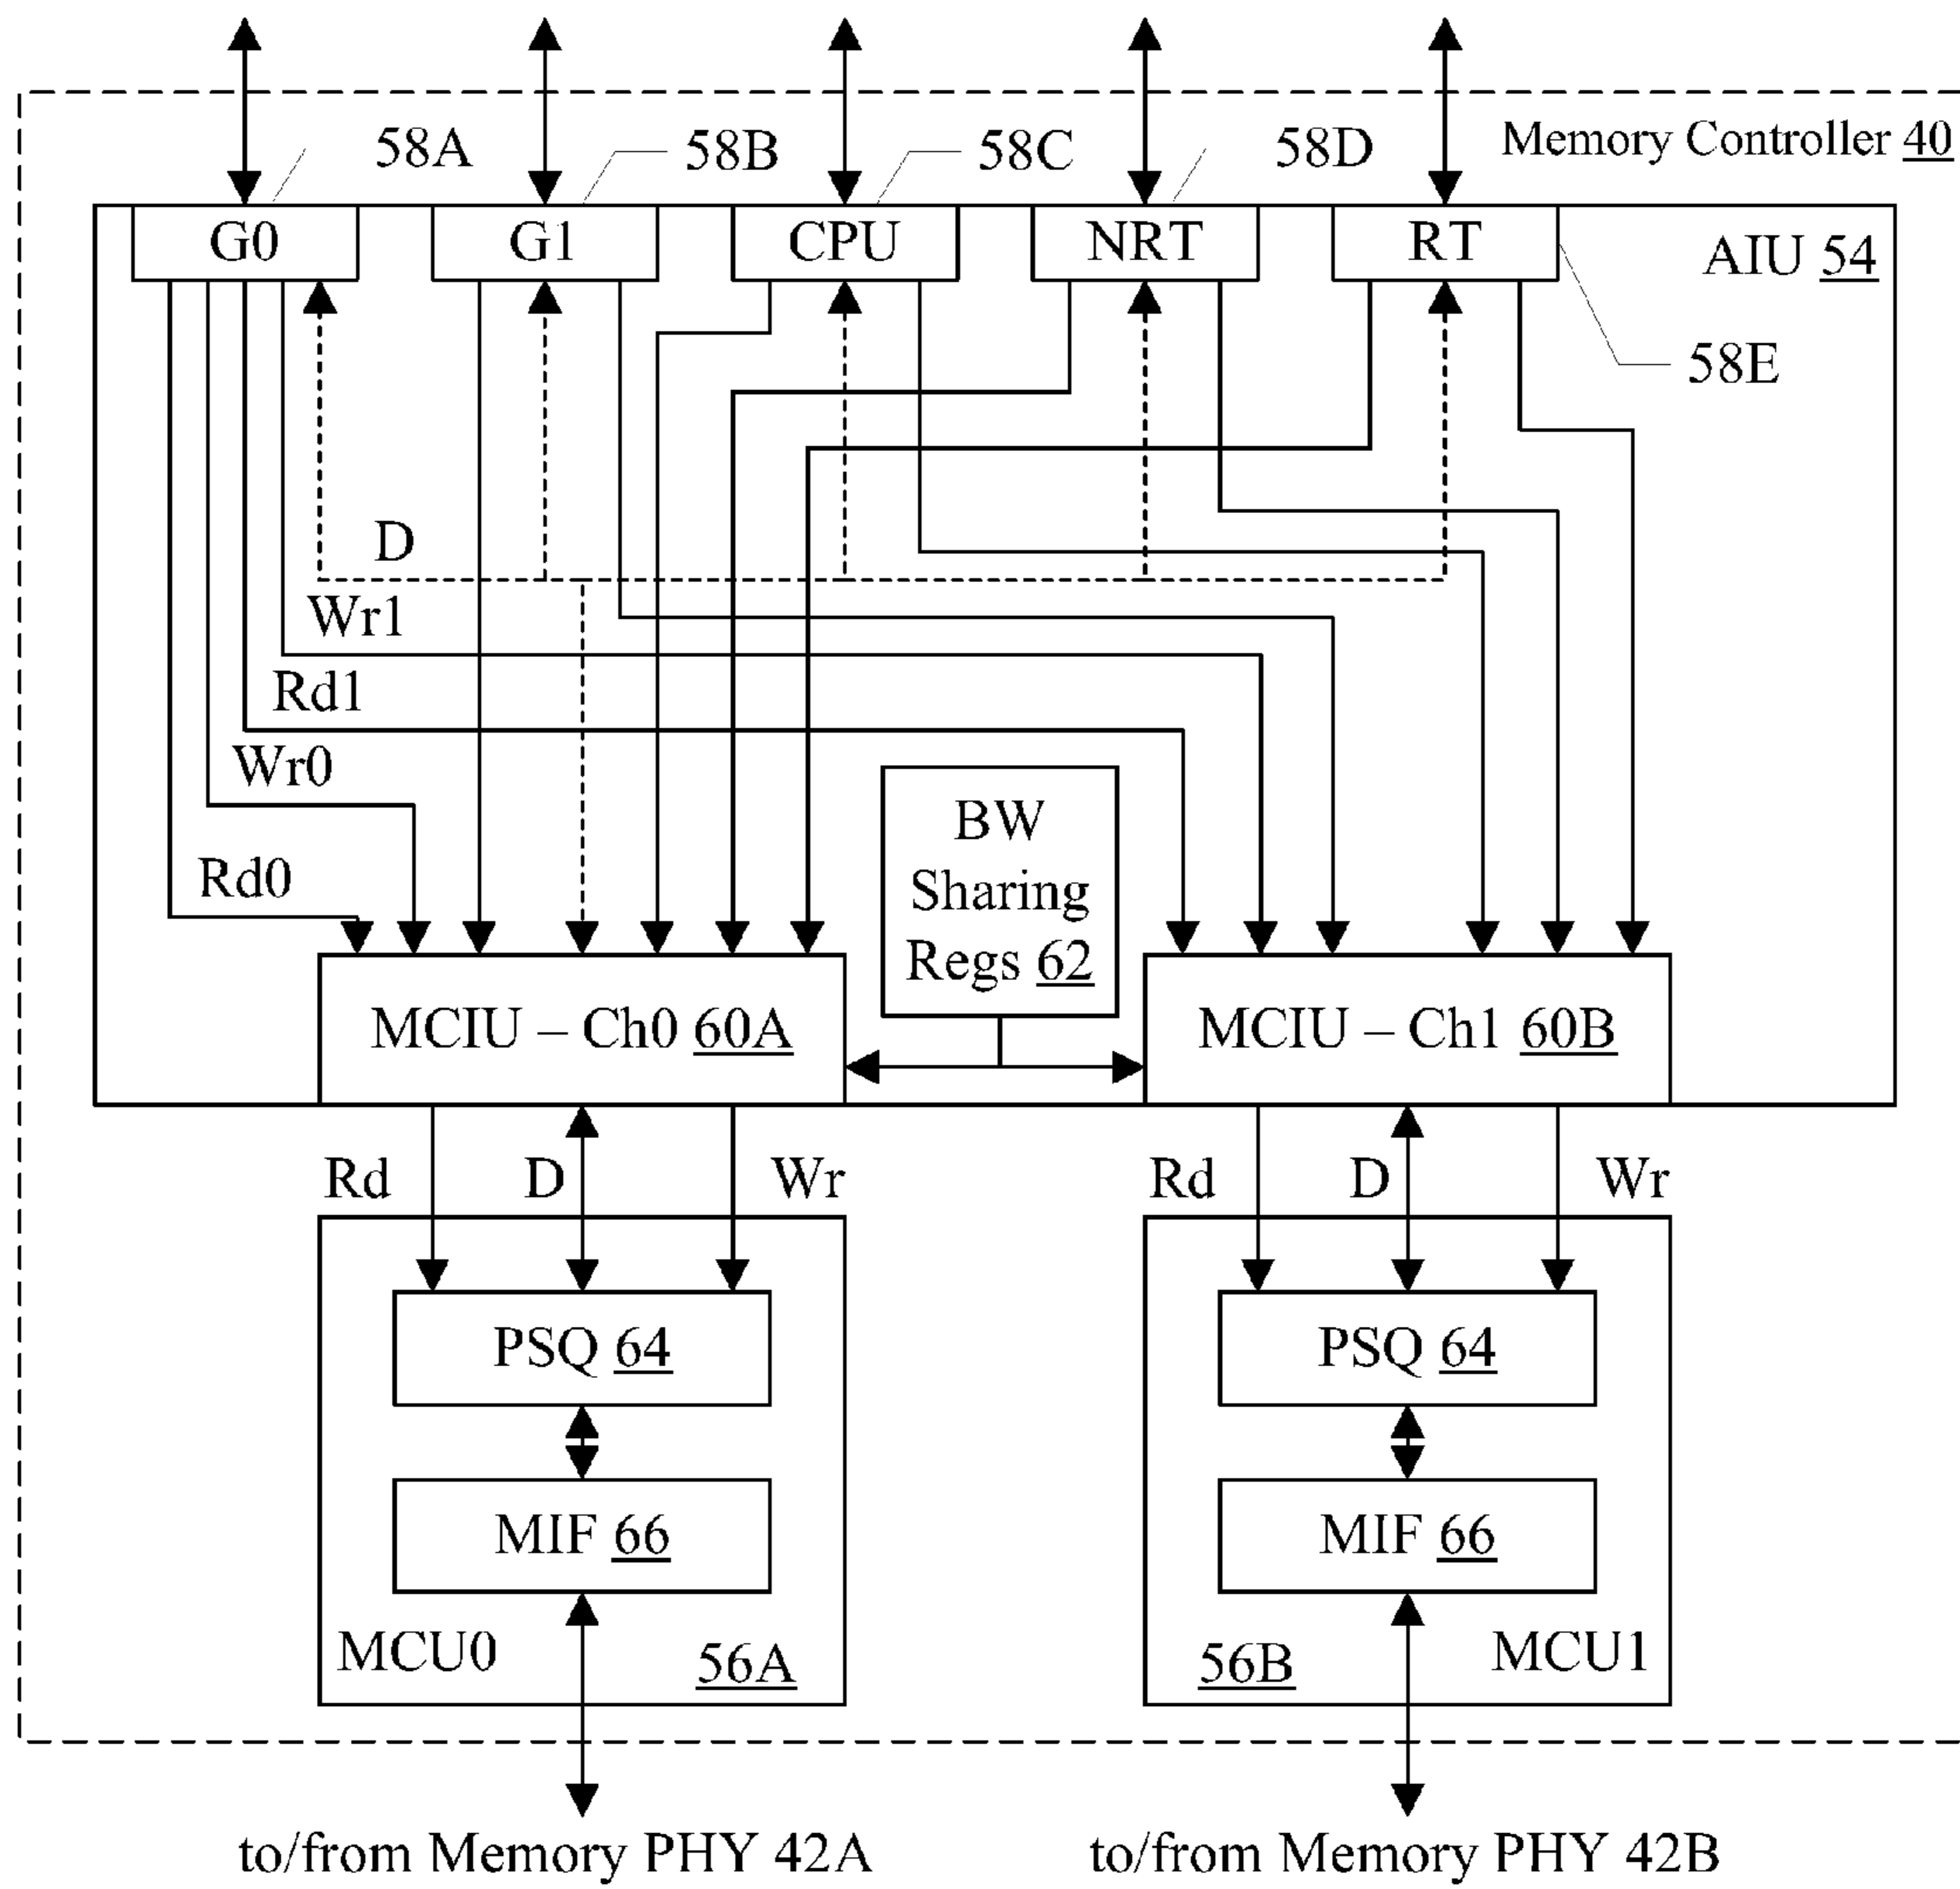 58A
58B
58C
58D
Memory Controller 40
G0
G1
CPU
NRT
RT
AIU 54
58E
D
Wr1
Rd1
Wr0
Rd0
BW
Sharing
Regs 62
MCIU – Ch0 60A
MCIU – Ch1 60B
Rd
D
Wr
Rd
D
Wr
PSQ 64
PSQ 64
MIF 66
MIF 66
MCU0
56A
56B
MCU1
to/from Memory PHY 42A
to/from Memory PHY 42B